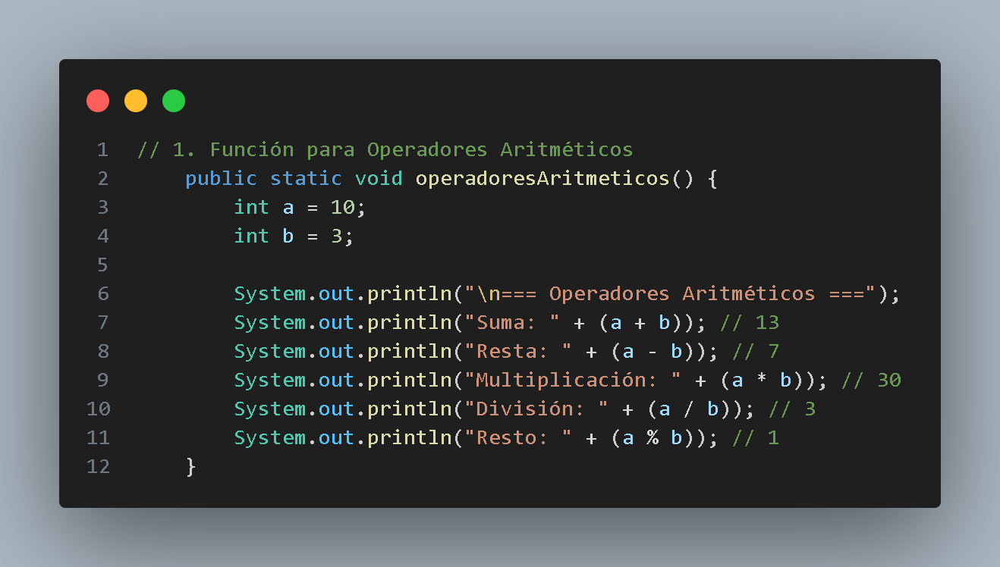 1 // 1. Función para Operadores Aritméticos
2     public static void operadoresAritmeticos() {
3         int a = 10;
4         int b = 3;
5
6         System.out.println("\n=== Operadores Aritméticos ===");
7         System.out.println("Suma: " + (a + b)); // 13
8         System.out.println("Resta: " + (a - b)); // 7
9         System.out.println("Multiplicación: " + (a * b)); // 30
10         System.out.println("División: " + (a / b)); // 3
11         System.out.println("Resto: " + (a % b)); // 1
12     }